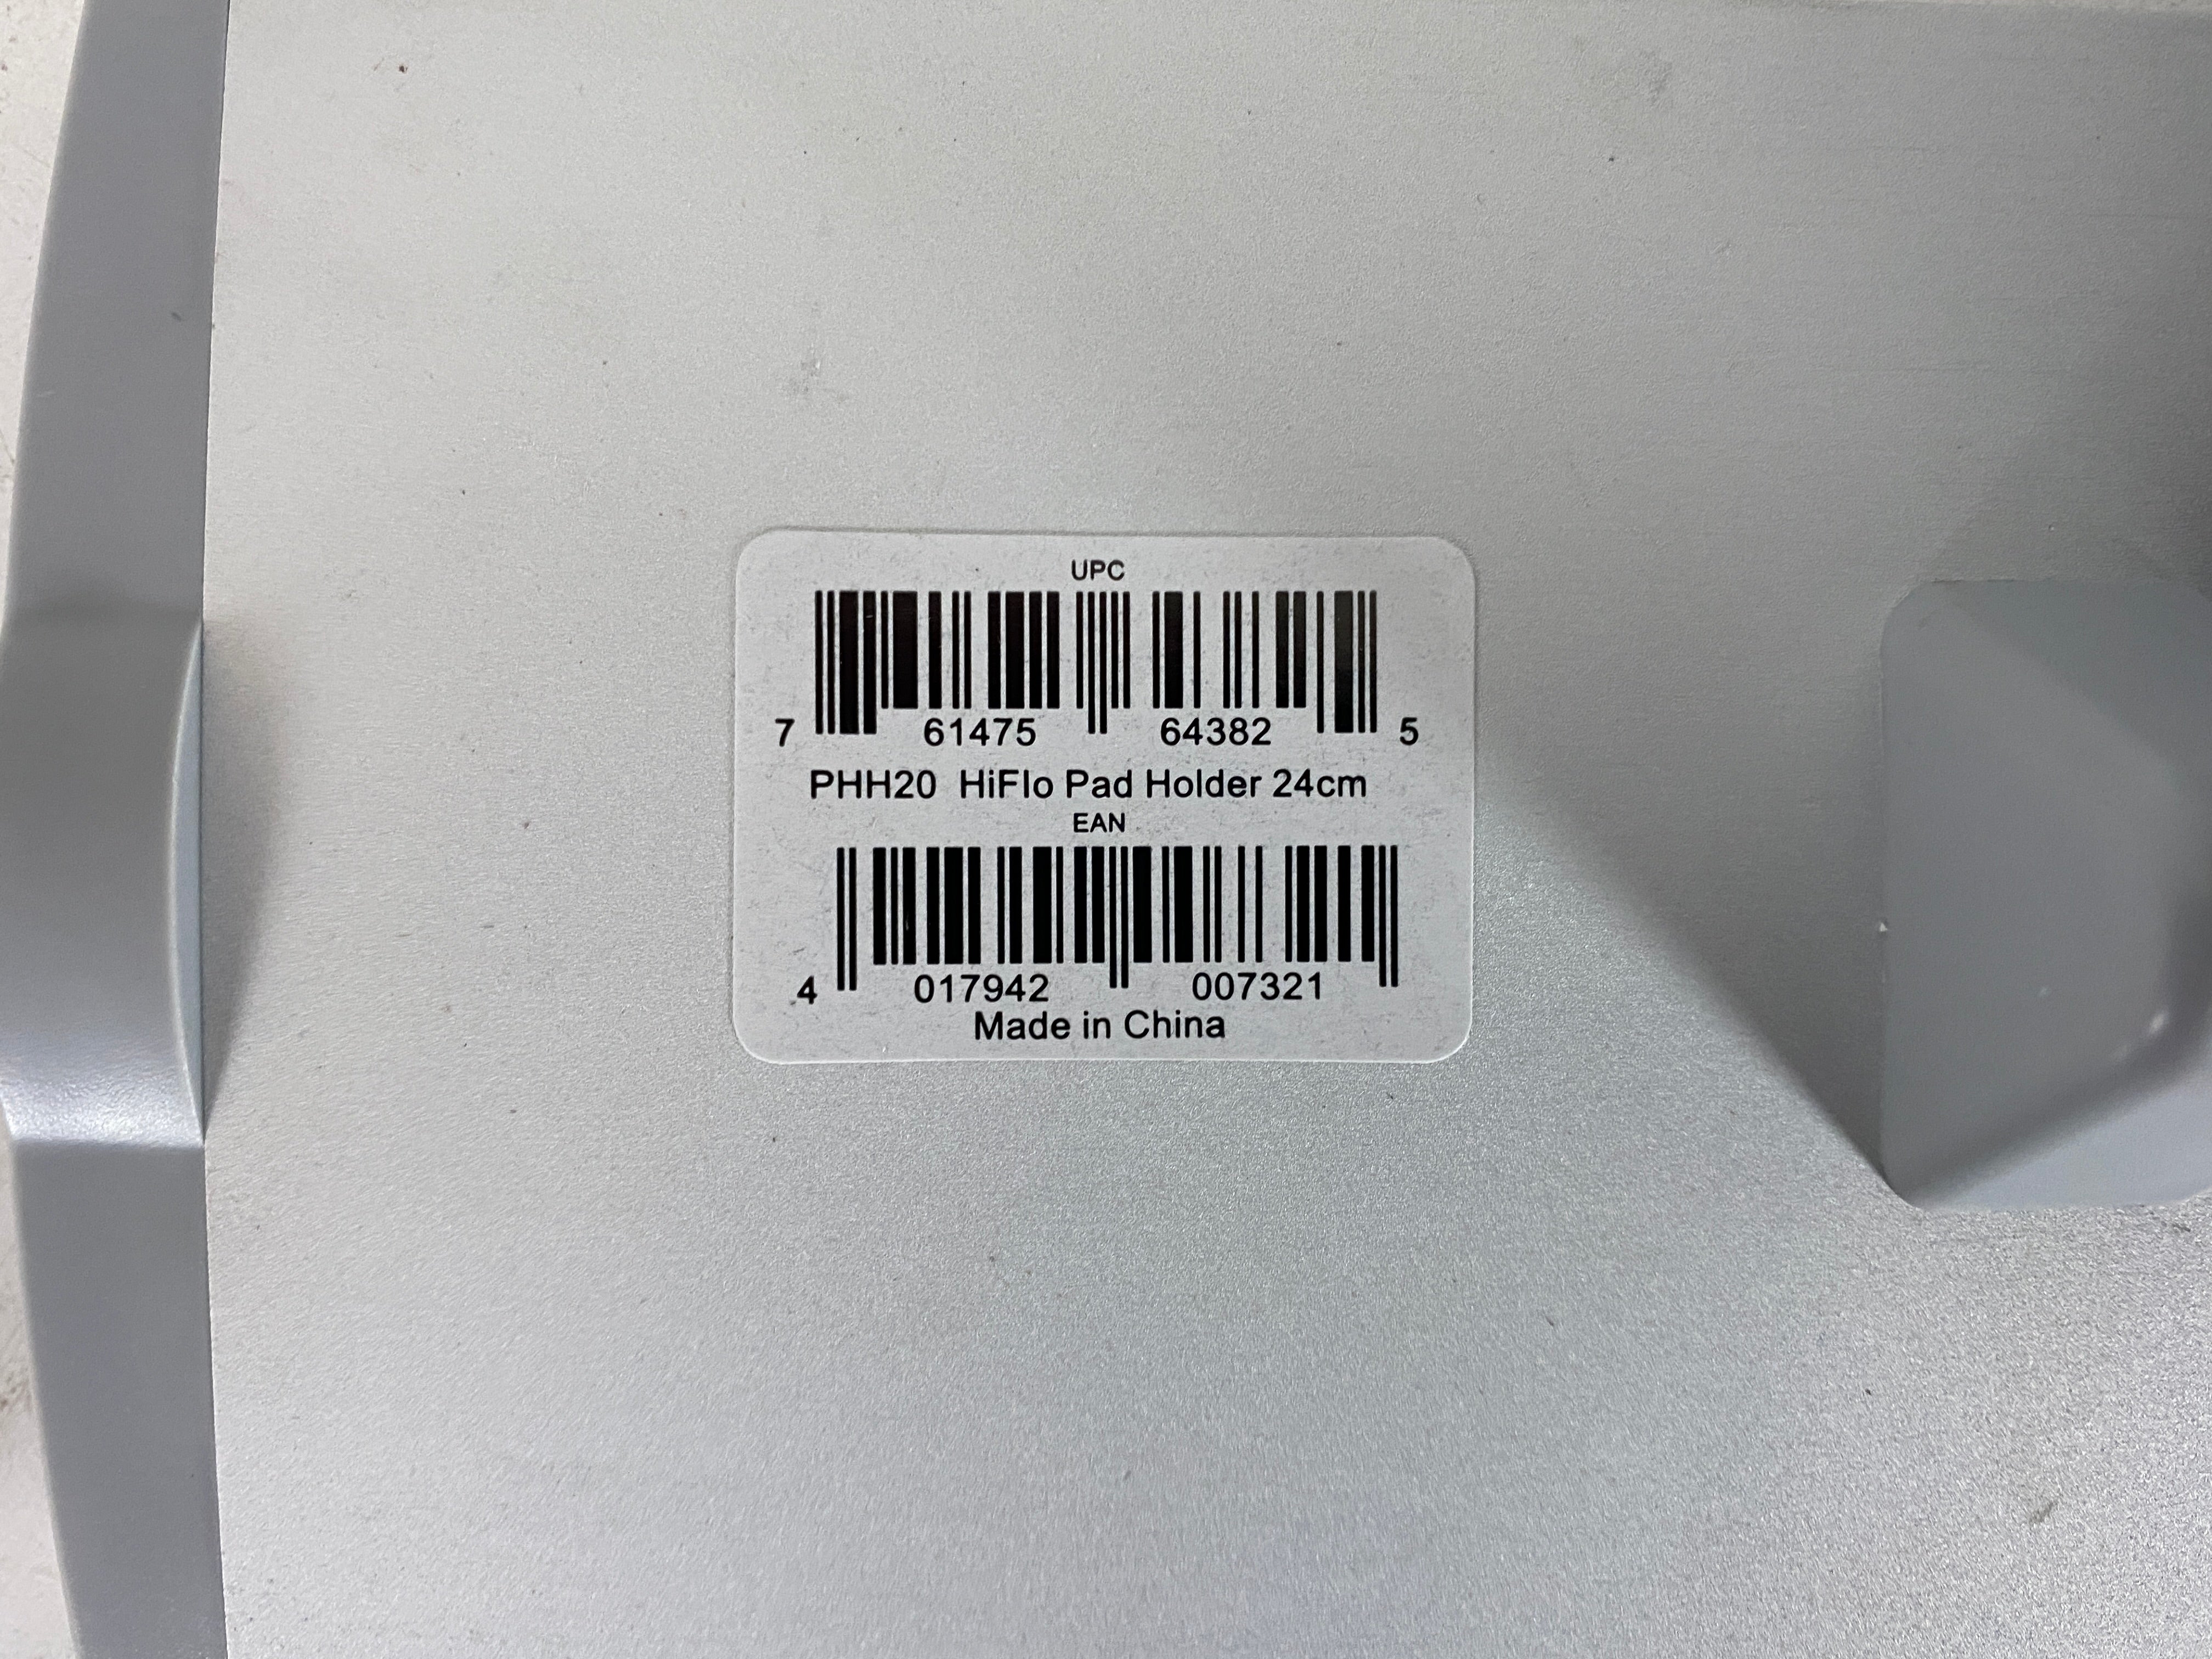 UPC
7 61475 64382 5
PHH20 HiFlo Pad Holder 24cm
EAN
4 017942 007321
Made in China